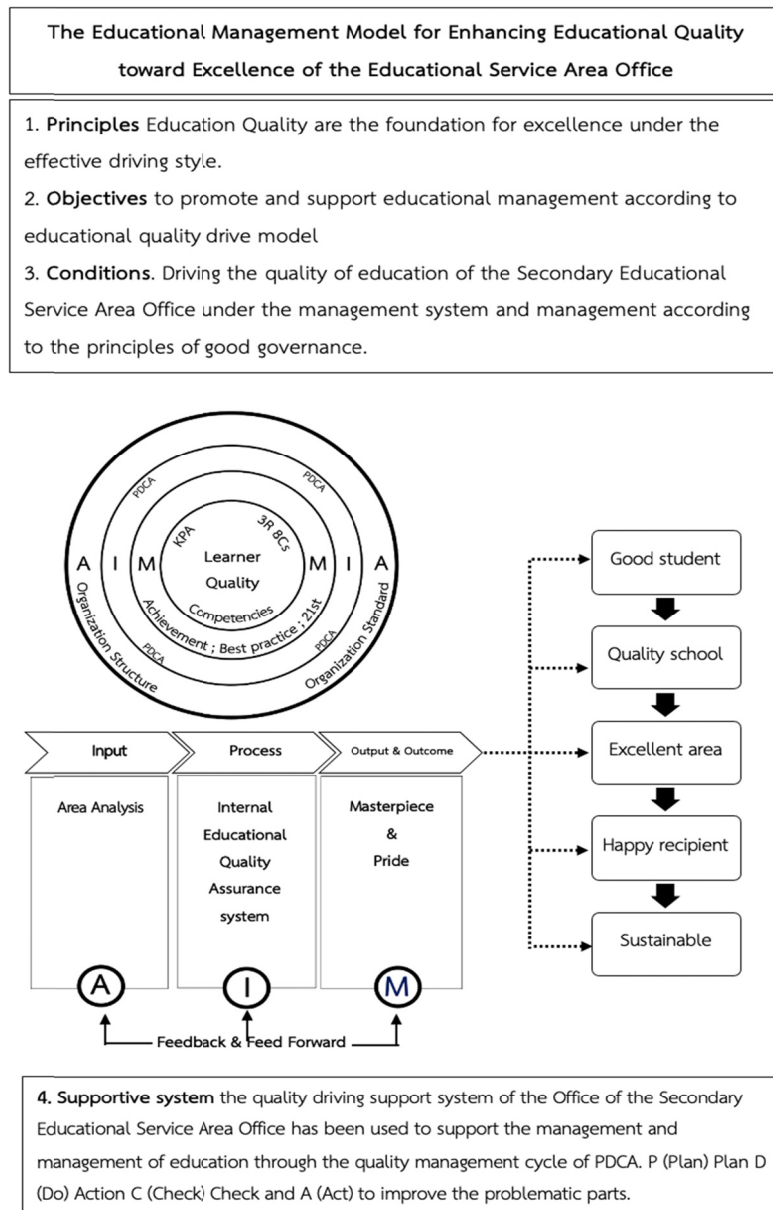 The Educational Management Model for Enhancing Educational Quality
toward Excellence of the Educational Service Area Office
1. Principles Education Quality are the foundation for excellence under the
effective driving style.
2. Objectives to promote and support educational management according to
educational quality drive model
3. Conditions. Driving the quality of education of the Secondary Educational
Service Area Office under the management system and management according
to the principles of good governance.
PDCA
PDCA
KPA
3R 8Cs
A I M
Learner
Quality
M I A
Competencies
Achievement ; Best practice ; 21st
PDCA
PDCA
Organization Structure
Organization Standard
Input
Process
Output & Outcome
Area Analysis
Internal
Educational
Quality
Assurance
system
Masterpiece
&
Pride
A
I
M
Feedback & Feed Forward
Good student
Quality school
Excellent area
Happy recipient
Sustainable
4. Supportive system the quality driving support system of the Office of the Secondary
Educational Service Area Office has been used to support the management and
management of education through the quality management cycle of PDCA. P (Plan) Plan D
(Do) Action C (Check) Check and A (Act) to improve the problematic parts.